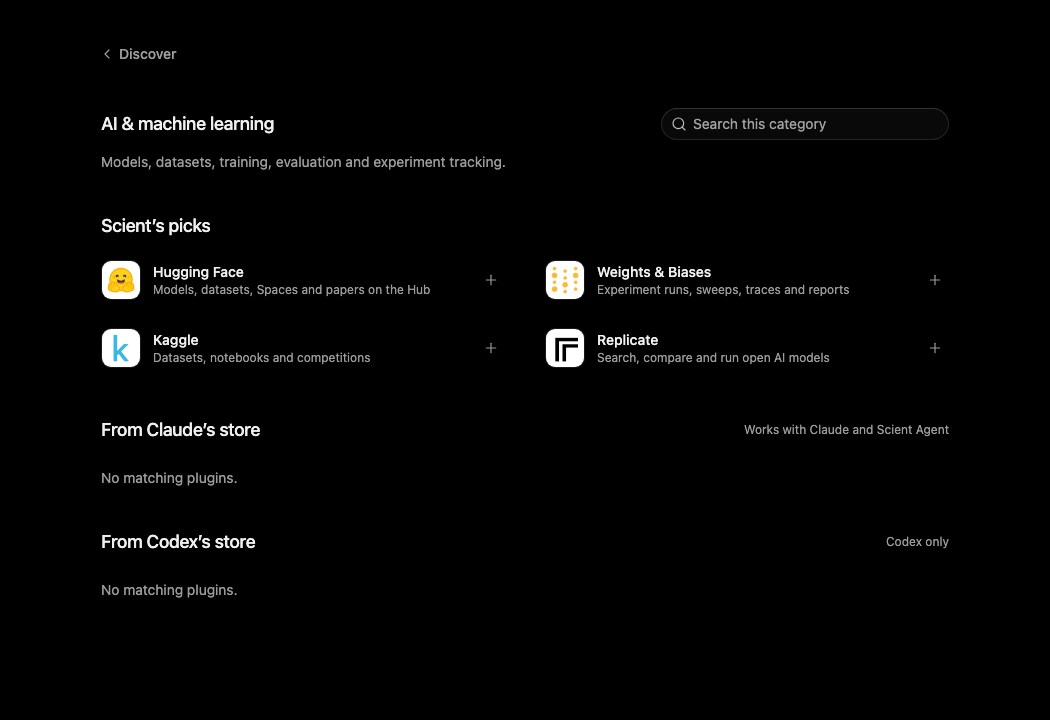 Discover
AI & machine learning
Search this category
Models, datasets, training, evaluation and experiment tracking.
Scient's picks
Hugging Face
Models, datasets, Spaces and papers on the Hub
Weights & Biases
Experiment runs, sweeps, traces and reports
Kaggle
Datasets, notebooks and competitions
Replicate
Search, compare and run open AI models
From Claude's store
Works with Claude and Scient Agent
No matching plugins.
From Codex's store
Codex only
No matching plugins.